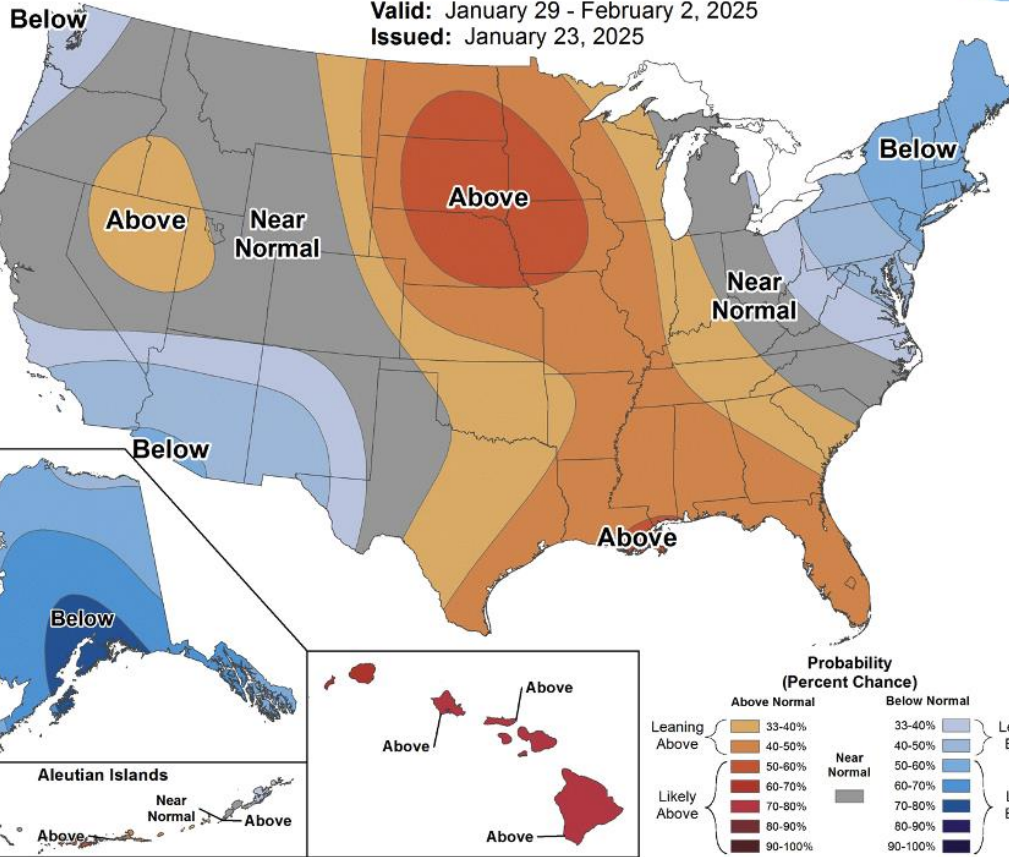 Valid: January 29 - February 2, 2025
Issued: January 23, 2025
Below
Below
Above
Near
Normal
Above
Near
Normal
Below
Above
Below
Above
Above
Above
Aleutian Islands
Near
Normal
Above
Above
Probability
(Percent Chance)
Above Normal
Below Normal
Leaning
Above
33-40%
40-50%
Likely
Above
50-60%
60-70%
70-80%
80-90%
90-100%
Near
Normal
33-40%
40-50%
50-60%
60-70%
70-80%
80-90%
90-100%